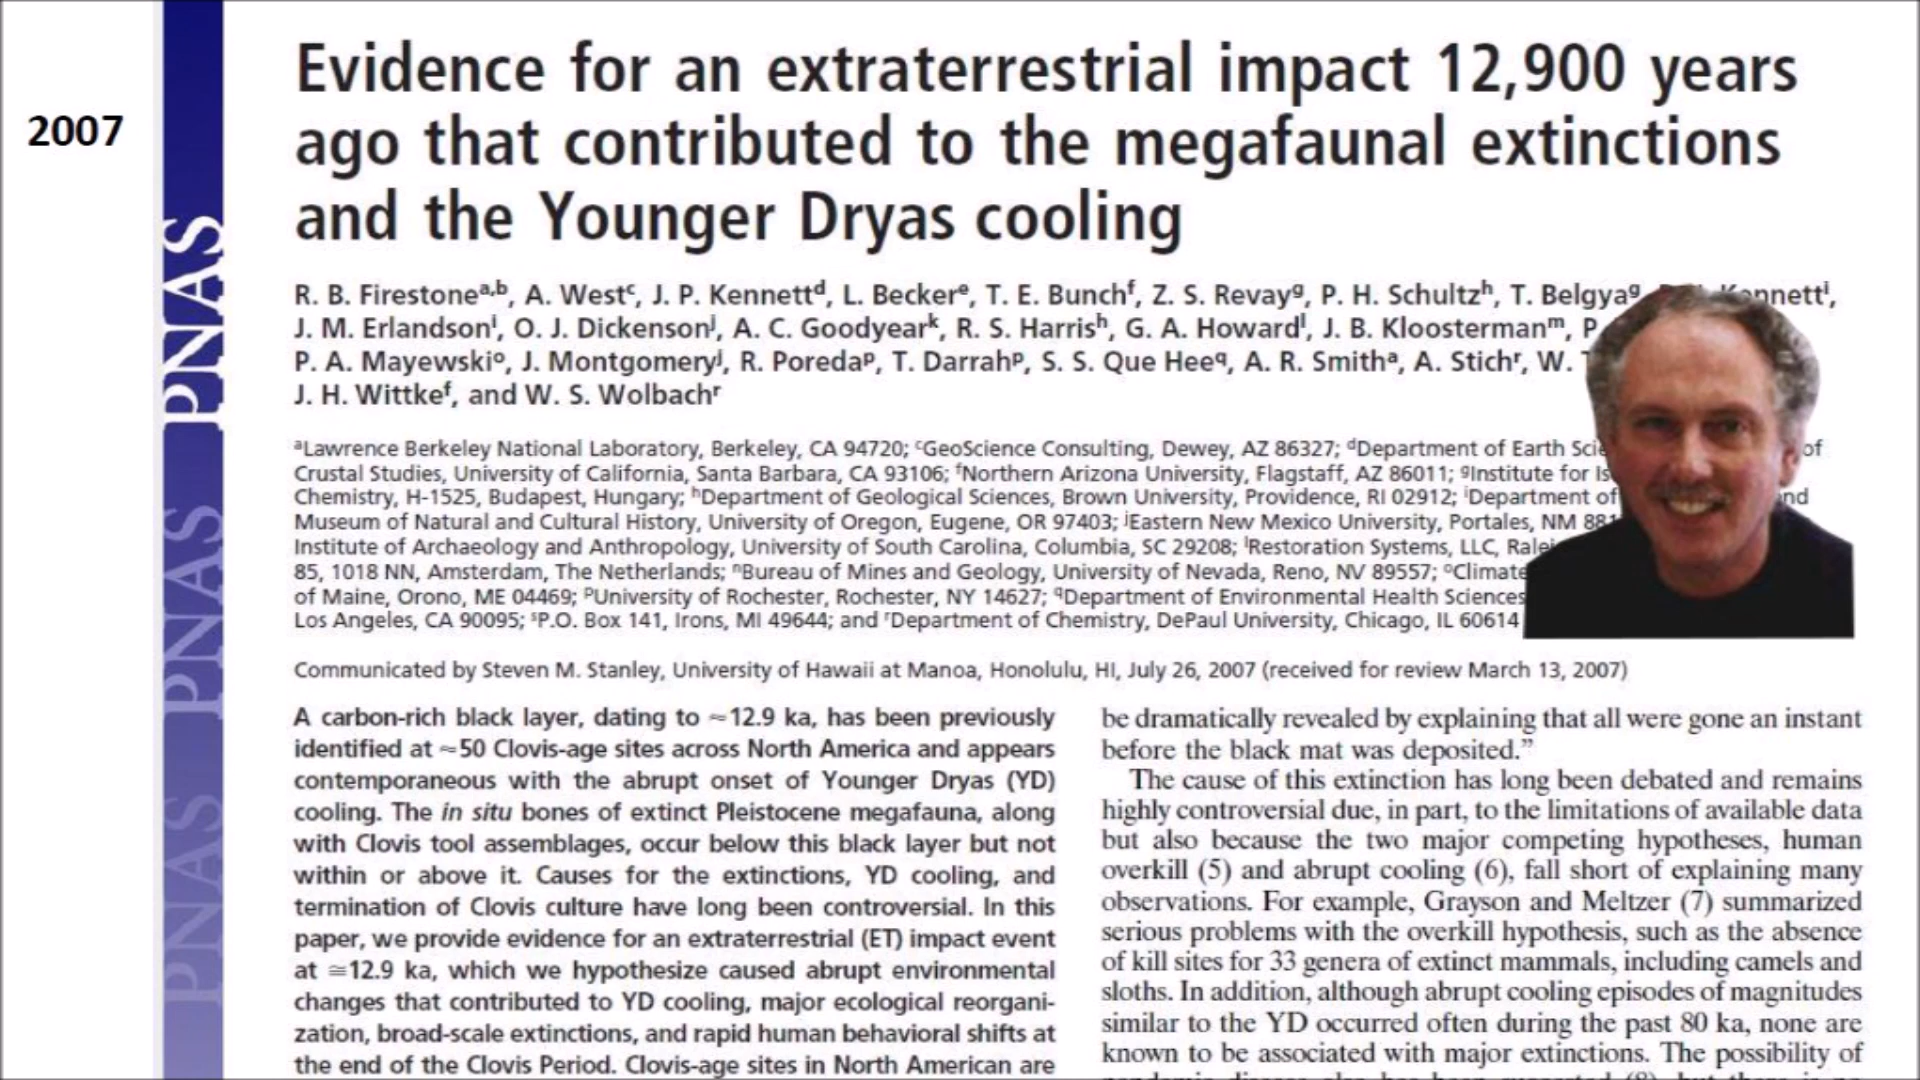 2007
PNAS PNAS PNAS
Evidence for an extraterrestrial impact 12,900 years
ago that contributed to the megafaunal extinctions
and the Younger Dryas cooling
R. B. Firestoneᵃ,ᵇ, A. Westᶜ, J. P. Kennettᵈ, L. Beckerᵉ, T. E. Bunchᶠ, Z. S. Revayᵍ, P. H. Schultzʰ, T. Belgyaᵍ, Kennettⁱ,
J. M. Erlandsonⁱ, O. J. Dickensonʲ, A. C. Goodyearᵏ, R. S. Harrisʰ, G. A. Howardˡ, J. B. Kloostermanᵐ, P
P. A. Mayewskiᵒ, J. Montgomeryʲ, R. Poredaᵖ, T. Darrahᵖ, S. S. Que Hee�q, A. R. Smithᵃ, A. Stichʳ, W.
J. H. Wittkeᶠ, and W. S. Wolbachʳ
ᵃLawrence Berkeley National Laboratory, Berkeley, CA 94720; ᶜGeoScience Consulting, Dewey, AZ 86327; ᵈDepartment of Earth of
Crustal Studies, University of California, Santa Barbara, CA 93106; ᶠNorthern Arizona University, Flagstaff, AZ 86011; ᵍInstitute for
Chemistry, H-1525, Budapest, Hungary; ʰDepartment of Geological Sciences, Brown University, Providence, RI 02912; ⁱDepartment of
Museum of Natural and Cultural History, University of Oregon, Eugene, OR 97403; ʲEastern New Mexico University, Portales, NM
Institute of Archaeology and Anthropology, University of South Carolina, Columbia, SC 29208; ˡRestoration Systems, LLC,
85, 1018 NN, Amsterdam, The Netherlands; ⁿBureau of Mines and Geology, University of Nevada, Reno, NV 89557; ᵒClimate
of Maine, Orono, ME 04469; ᵖUniversity of Rochester, Rochester, NY 14627; qDepartment of Environmental Health Sciences
Los Angeles, CA 90095; ˢP.O. Box 141, Irons, MI 49644; and ʳDepartment of Chemistry, DePaul University, Chicago, IL 60614
Communicated by Steven M. Stanley, University of Hawaii at Manoa, Honolulu, HI, July 26, 2007 (received for review March 13, 2007)
A carbon-rich black layer, dating to ≈12.9 ka, has been previously
identified at ≈50 Clovis-age sites across North America and appears
contemporaneous with the abrupt onset of Younger Dryas (YD)
cooling. The in situ bones of extinct Pleistocene megafauna, along
with Clovis tool assemblages, occur below this black layer but not
within or above it. Causes for the extinctions, YD cooling, and
termination of Clovis culture have long been controversial. In this
paper, we provide evidence for an extraterrestrial (ET) impact event
at ≅12.9 ka, which we hypothesize caused abrupt environmental
changes that contributed to YD cooling, major ecological reorgani-
zation, broad-scale extinctions, and rapid human behavioral shifts at
the end of the Clovis Period. Clovis-age sites in North American are
be dramatically revealed by explaining that all were gone an instant
before the black mat was deposited.”
The cause of this extinction has long been debated and remains
highly controversial due, in part, to the limitations of available data
but also because the two major competing hypotheses, human
overkill (5) and abrupt cooling (6), fall short of explaining many
observations. For example, Grayson and Meltzer (7) summarized
serious problems with the overkill hypothesis, such as the absence
of kill sites for 33 genera of extinct mammals, including camels and
sloths. In addition, although abrupt cooling episodes of magnitudes
similar to the YD occurred often during the past 80 ka, none are
known to be associated with major extinctions. The possibility of